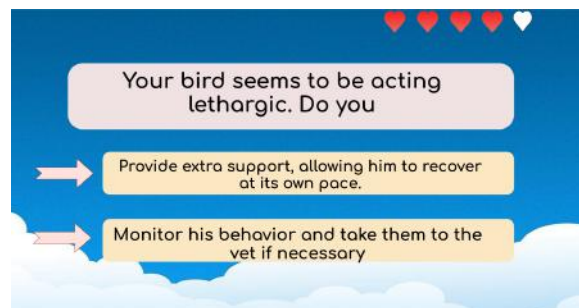 Your bird seems to be acting
lethargic. Do you
Provide extra support, allowing him to recover
at its own pace.
Monitor his behavior and take them to the
vet if necessary